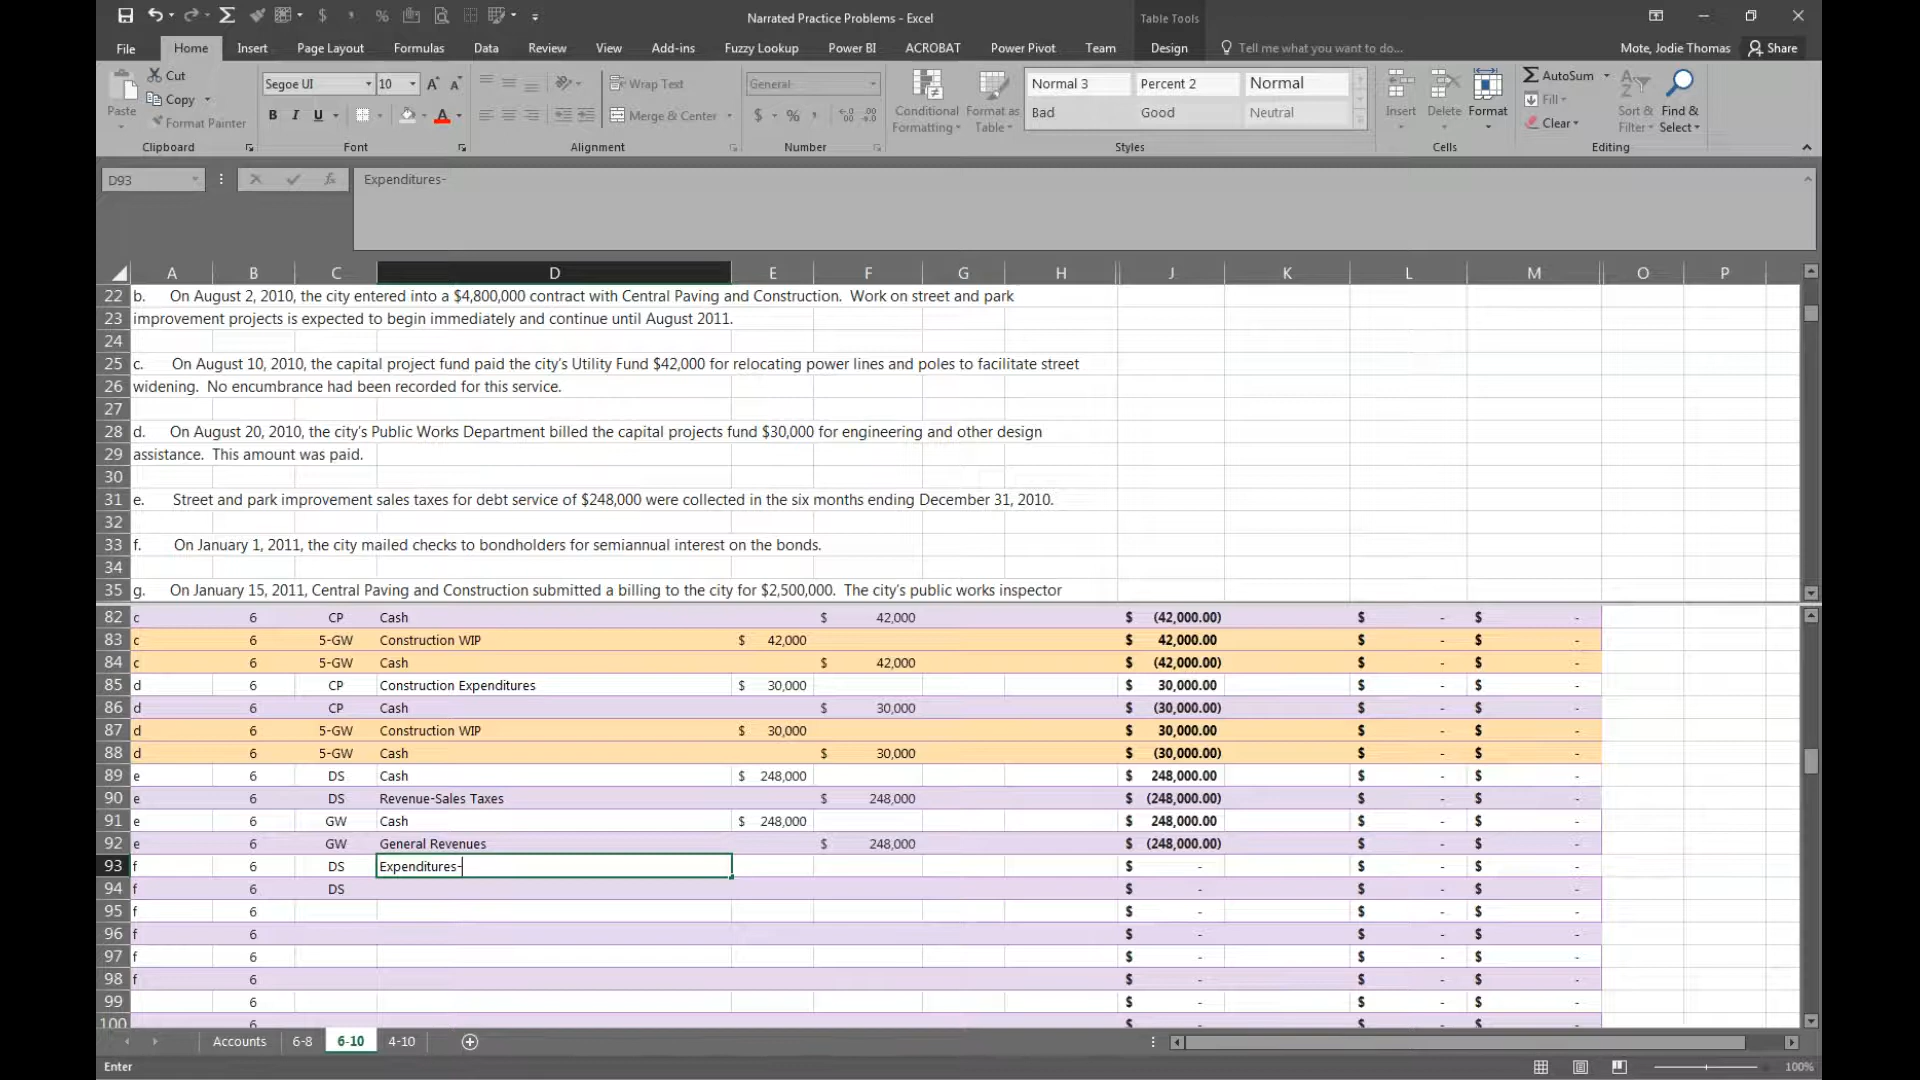 Narrated Practice Problems - Excel
Table Tools
File Home Insert Page Layout Formulas Data Review View Add-ins Fuzzy Lookup Power BI ACROBAT Power Pivot Team Design Tell me what you want to do... Mote, Jodie Thomas Share
Cut
Copy
Format Painter
Paste
Segoe UI 10
B I U
Wrap Text
Merge & Center
General
$ % ,
Conditional Formatting
Format as Table
Normal 3 Percent 2 Normal
Bad Good Neutral
Insert Delete Format
AutoSum
Fill
Clear
Sort & Filter
Find & Select
Clipboard Font Alignment Number Styles Cells Editing
D93 fx Expenditures-
A B C D E F G H J K L M O P
22 b. On August 2, 2010, the city entered into a $4,800,000 contract with Central Paving and Construction. Work on street and park
23 improvement projects is expected to begin immediately and continue until August 2011.
24
25 c. On August 10, 2010, the capital project fund paid the city's Utility Fund $42,000 for relocating power lines and poles to facilitate street
26 widening. No encumbrance had been recorded for this service.
27
28 d. On August 20, 2010, the city's Public Works Department billed the capital projects fund $30,000 for engineering and other design
29 assistance. This amount was paid.
30
31 e. Street and park improvement sales taxes for debt service of $248,000 were collected in the six months ending December 31, 2010.
32
33 f. On January 1, 2011, the city mailed checks to bondholders for semiannual interest on the bonds.
34
35 g. On January 15, 2011, Central Paving and Construction submitted a billing to the city for $2,500,000. The city's public works inspector
82 c 6 CP Cash $ 42,000 $ (42,000.00) $ - $ -
83 c 6 5-GW Construction WIP $ 42,000 $ 42,000.00 $ - $ -
84 c 6 5-GW Cash $ 42,000 $ (42,000.00) $ - $ -
85 d 6 CP Construction Expenditures $ 30,000 $ 30,000.00 $ - $ -
86 d 6 CP Cash $ 30,000 $ (30,000.00) $ - $ -
87 d 6 5-GW Construction WIP $ 30,000 $ 30,000.00 $ - $ -
88 d 6 5-GW Cash $ 30,000 $ (30,000.00) $ - $ -
89 e 6 DS Cash $ 248,000 $ 248,000.00 $ - $ -
90 e 6 DS Revenue-Sales Taxes $ 248,000 $ (248,000.00) $ - $ -
91 e 6 GW Cash $ 248,000 $ 248,000.00 $ - $ -
92 e 6 GW General Revenues $ 248,000 $ (248,000.00) $ - $ -
93 f 6 DS Expenditures- $ - $ - $ -
94 f 6 DS $ - $ - $ -
95 f 6 $ - $ - $ -
96 f 6 $ - $ - $ -
97 f 6 $ - $ - $ -
98 f 6 $ - $ - $ -
99 6 $ - $ - $ -
100 6 $ $ $
Accounts 6-8 6-10 4-10
Enter 100%